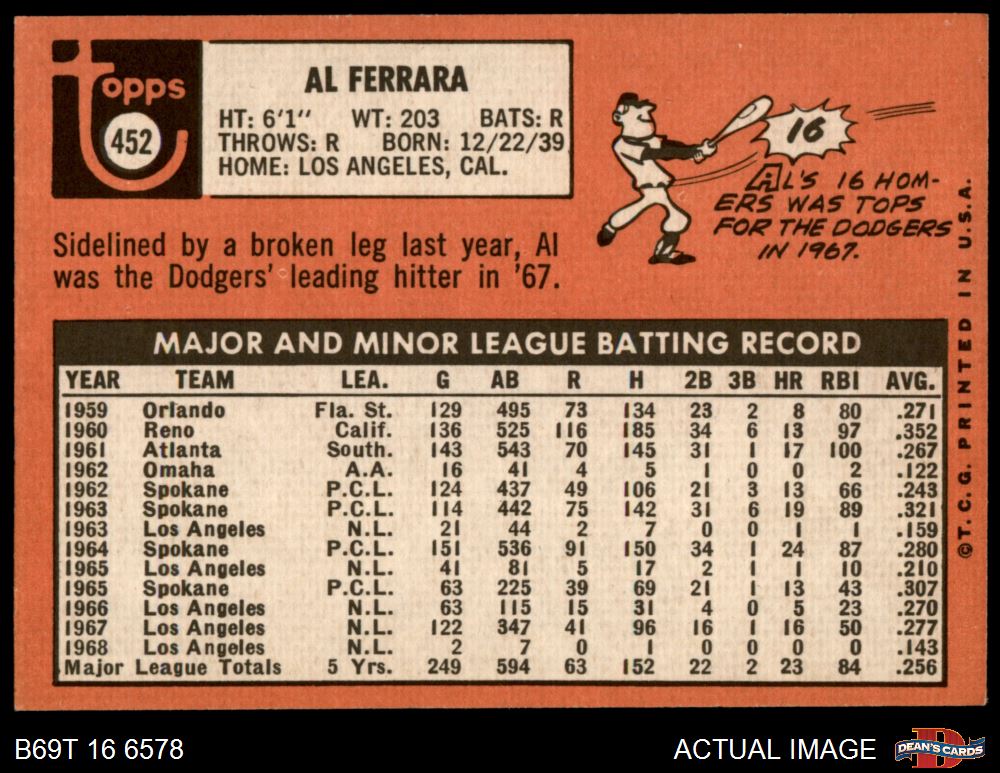 topps
452
AL FERRARA
HT: 6'1" WT: 203 BATS: R
THROWS: R BORN: 12/22/39
HOME: LOS ANGELES, CAL.
16
AL'S 16 HOM-
ERS WAS TOPS
FOR THE DODGERS
IN 1967.
Sidelined by a broken leg last year, Al
was the Dodgers' leading hitter in '67.
MAJOR AND MINOR LEAGUE BATTING RECORD
YEAR TEAM LEA. G AB R H 2B 3B HR RBI AVG.
1959 Orlando Fla. St. 129 495 73 134 23 2 8 80 .271
1960 Reno Calif. 136 525 116 185 34 6 13 97 .352
1961 Atlanta South. 143 543 70 145 31 1 17 100 .267
1962 Omaha A.A. 16 41 4 5 1 0 0 2 .122
1962 Spokane P.C.L. 124 437 49 106 21 3 13 66 .243
1963 Spokane P.C.L. 114 442 75 142 31 6 19 89 .321
1963 Los Angeles N.L. 21 44 2 7 0 0 1 1 .159
1964 Spokane P.C.L. 151 536 91 150 34 1 24 87 .280
1965 Los Angeles N.L. 41 81 5 17 2 1 1 10 .210
1965 Spokane P.C.L. 63 225 39 69 21 1 13 43 .307
1966 Los Angeles N.L. 63 115 15 31 4 0 5 23 .270
1967 Los Angeles N.L. 122 347 41 96 16 1 16 50 .277
1968 Los Angeles N.L. 2 7 0 1 0 0 0 0 .143
Major League Totals 5 Yrs. 249 594 63 152 22 2 23 84 .256
©T.C.G. PRINTED IN U.S.A.
B69T 16 6578
ACTUAL IMAGE
D
DEAN'S CARDS